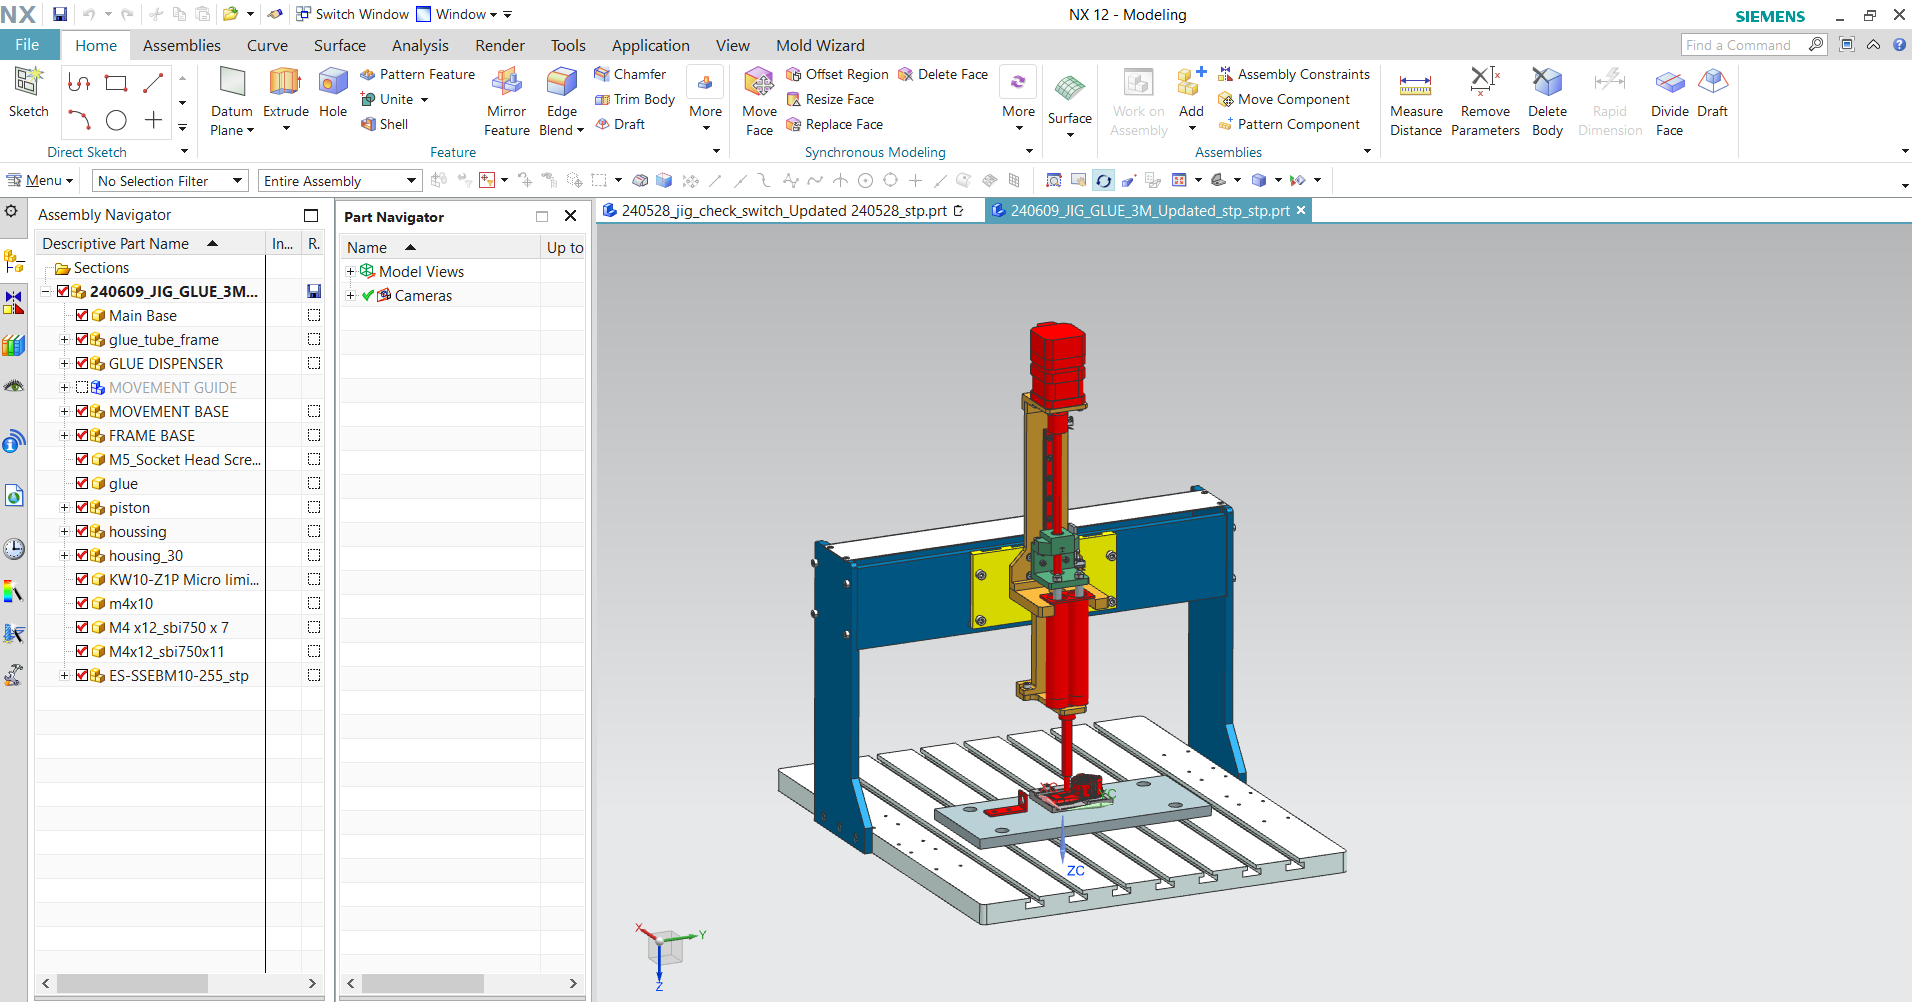 NX
Switch Window
Window
NX 12 - Modeling
SIEMENS
File
Home
Assemblies
Curve
Surface
Analysis
Render
Tools
Application
View
Mold Wizard
Find a Command
Sketch
Direct Sketch
Datum Plane
Extrude
Hole
Pattern Feature
Unite
Shell
Mirror Feature
Edge Blend
Chamfer
Trim Body
Draft
More
Feature
Move Face
Offset Region
Resize Face
Replace Face
Delete Face
More
Synchronous Modeling
Surface
Work on Assembly
Add
Assembly Constraints
Move Component
Pattern Component
Assemblies
Measure Distance
Remove Parameters
Delete Body
Rapid Dimension
Divide Face
Draft
Menu
No Selection Filter
Entire Assembly
Assembly Navigator
Descriptive Part Name
In...
R.
Sections
240609_JIG_GLUE_3M...
Main Base
glue_tube_frame
GLUE DISPENSER
MOVEMENT GUIDE
MOVEMENT BASE
FRAME BASE
M5_Socket Head Scre...
glue
piston
houssing
housing_30
KW10-Z1P Micro limi...
m4x10
M4 x12_sbi750 x 7
M4x12_sbi750x11
ES-SSEBM10-255_stp
Part Navigator
Name
Up to
Model Views
Cameras
240528_jig_check_switch_Updated 240528_stp.prt
240609_JIG_GLUE_3M_Updated_stp_stp.prt
ZC
X
Y
Z